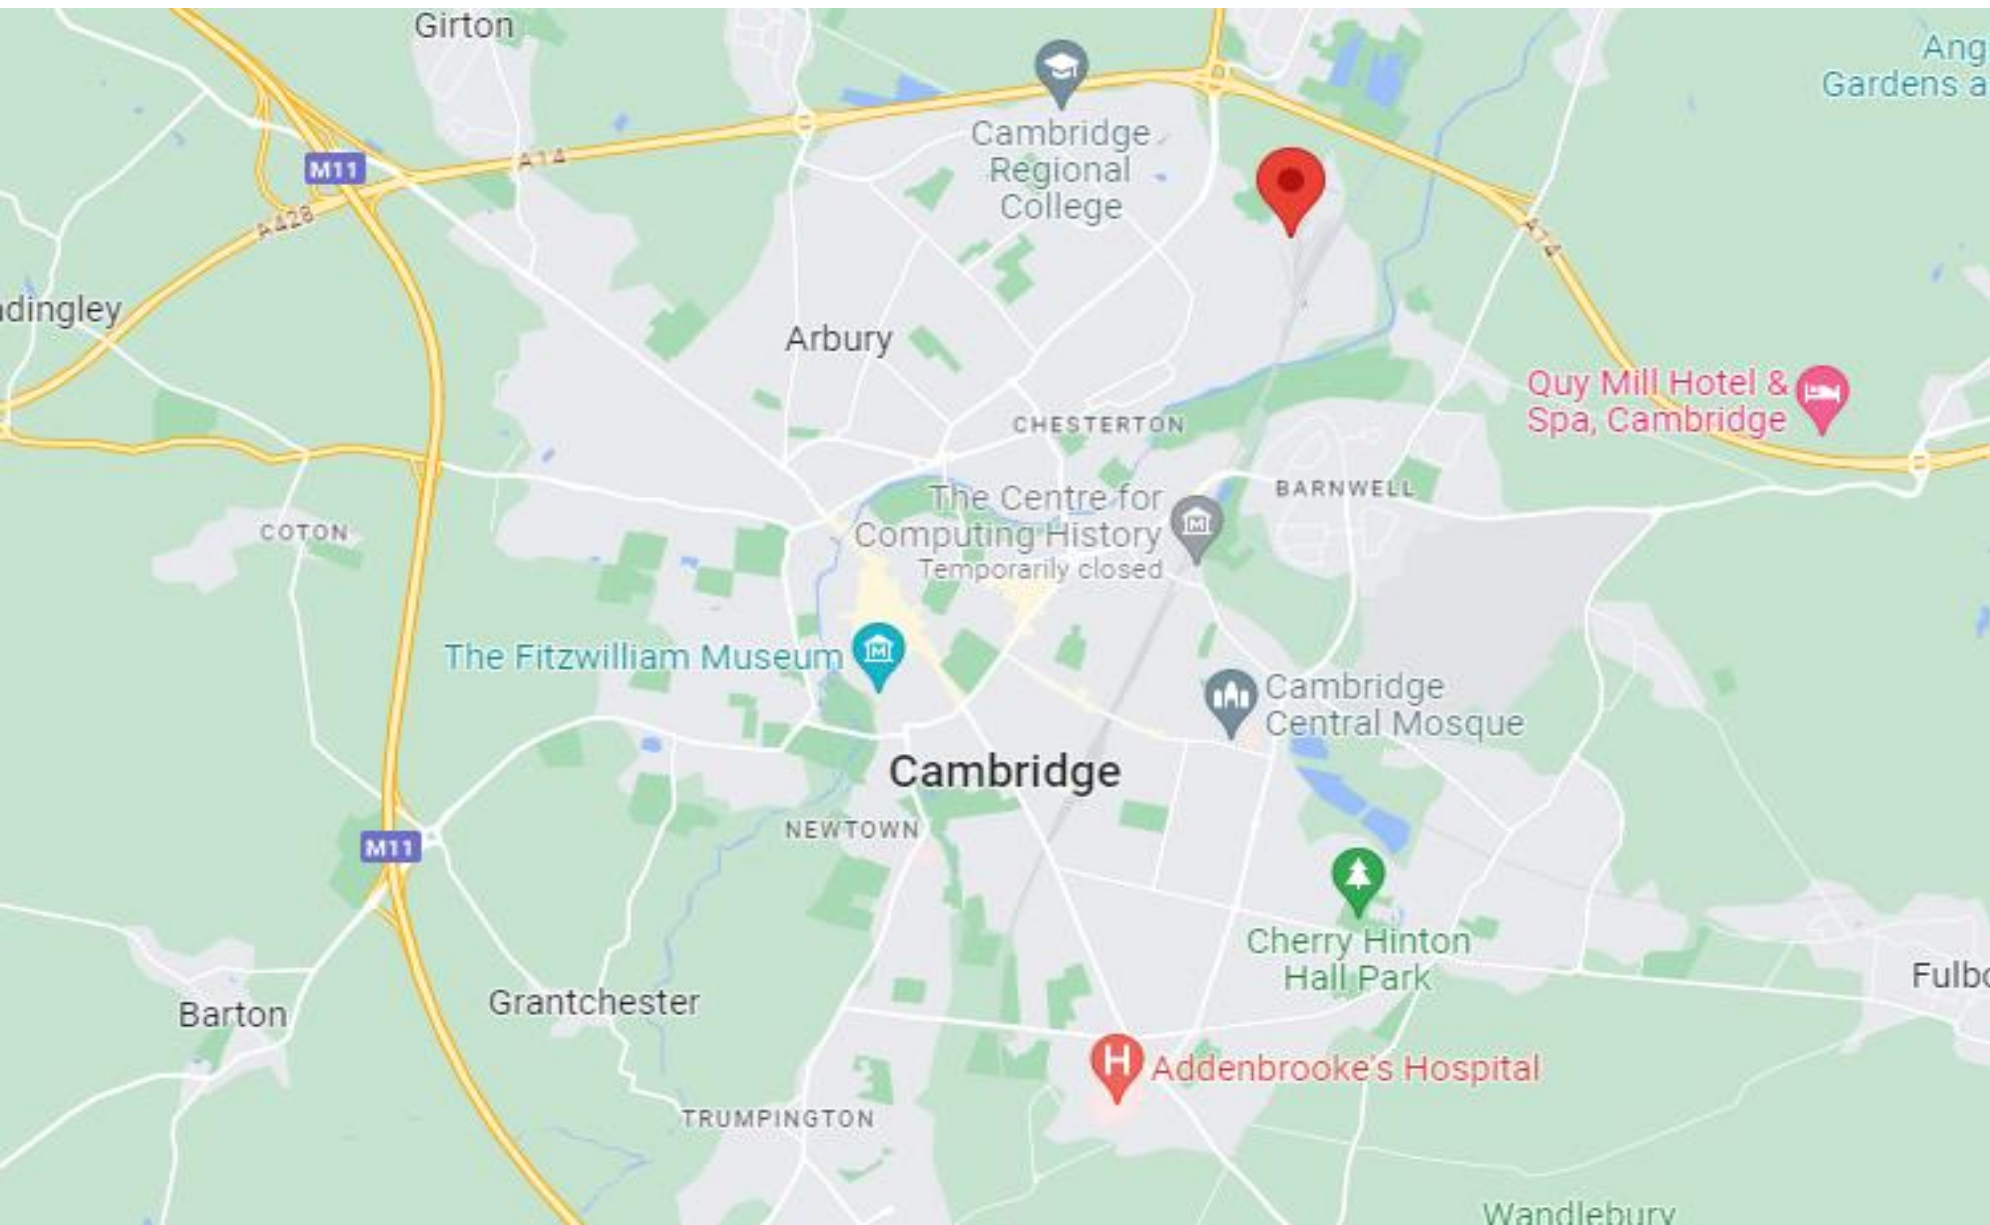 Girton
Ang
Gardens a
Cambridge
Regional
College
M11
A14
A428
A14
dingley
Arbury
Quy Mill Hotel &
Spa, Cambridge
CHESTERTON
BARNWELL
The Centre for
Computing History
Temporarily closed
COTON
The Fitzwilliam Museum
Cambridge
Central Mosque
Cambridge
NEWTOWN
M11
Cherry Hinton
Hall Park
Fulbo
Grantchester
Barton
H
Addenbrooke's Hospital
TRUMPINGTON
Wandlebury